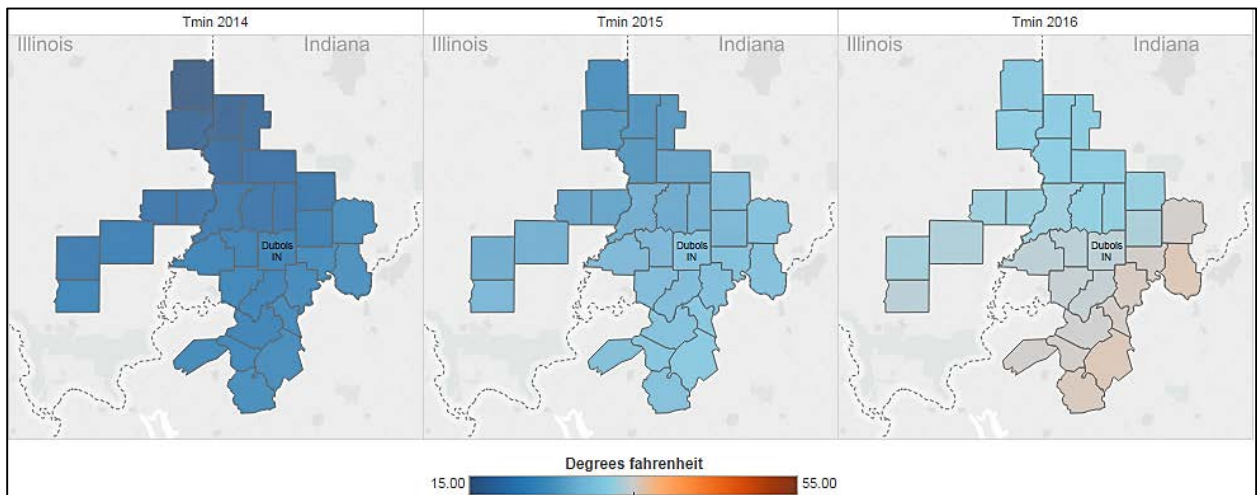 Tmin 2014
Tmin 2015
Tmin 2016
Illinois
Indiana
Illinois
Indiana
Illinois
Indiana
Dubois
IN
Dubois
IN
Dubois
IN
Degrees fahrenheit
15.00
55.00